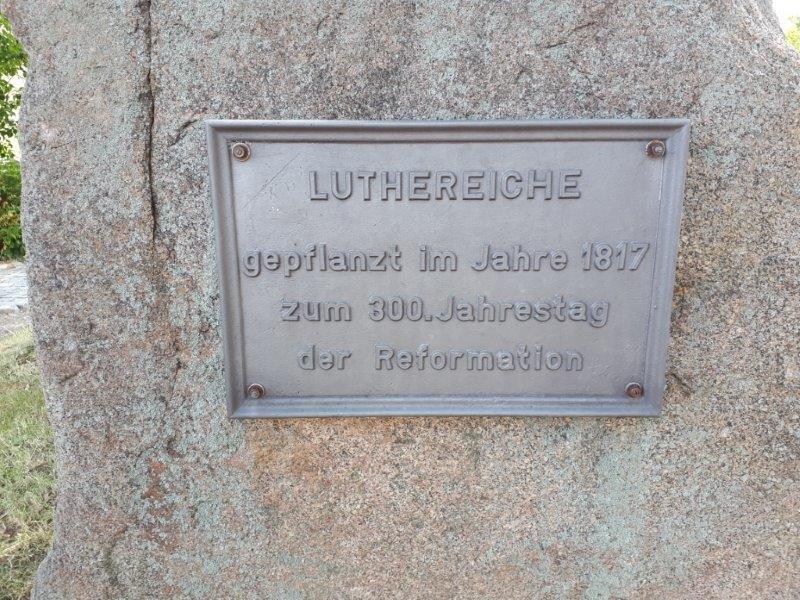 LUTHEREICHE
gepflanzt im Jahre 1817
zum 300.Jahrestag
der Reformation